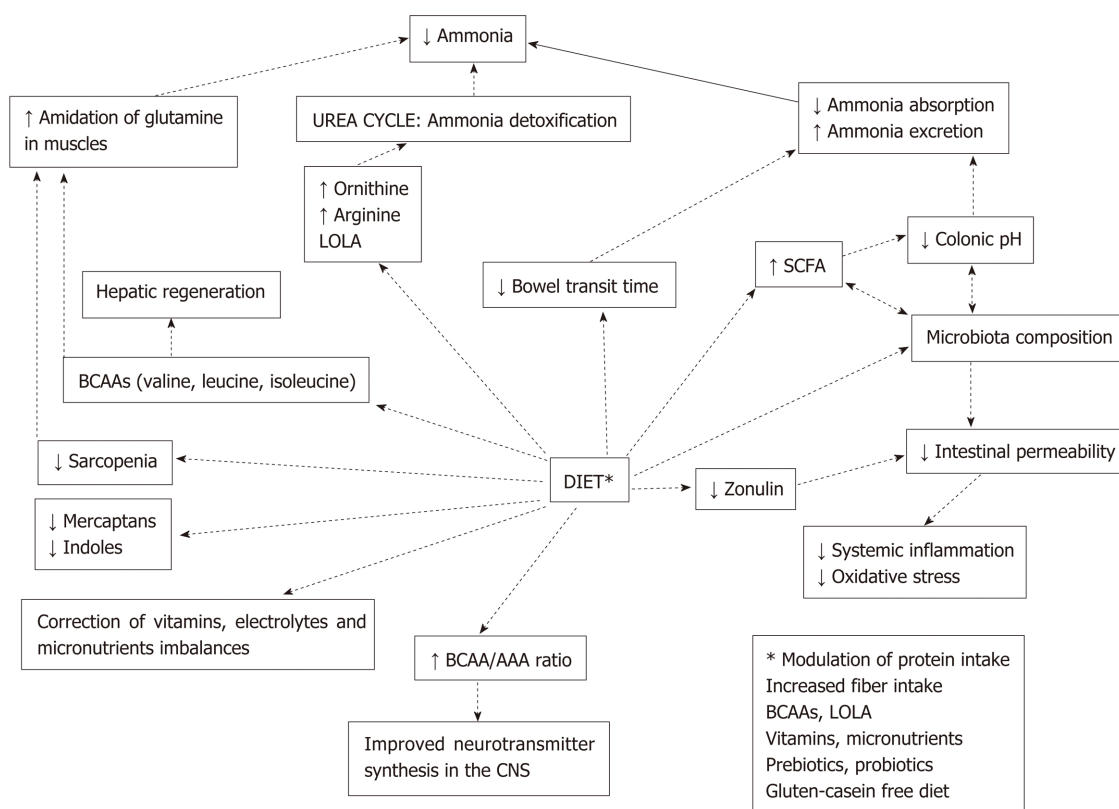 ↓ Ammonia
↑ Amidation of glutamine
in muscles
UREA CYCLE: Ammonia detoxification
↓ Ammonia absorption
↑ Ammonia excretion
↑ Ornithine
↑ Arginine
LOLA
↓ Colonic pH
↑ SCFA
↓ Bowel transit time
Hepatic regeneration
Microbiota composition
BCAAs (valine, leucine, isoleucine)
↓ Sarcopenia
DIET*
↓ Zonulin
↓ Intestinal permeability
↓ Mercaptans
↓ Indoles
↓ Systemic inflammation
↓ Oxidative stress
Correction of vitamins, electrolytes and
micronutrients imbalances
↑ BCAA/AAA ratio
Improved neurotransmitter
synthesis in the CNS
* Modulation of protein intake
Increased fiber intake
BCAAs, LOLA
Vitamins, micronutrients
Prebiotics, probiotics
Gluten-casein free diet